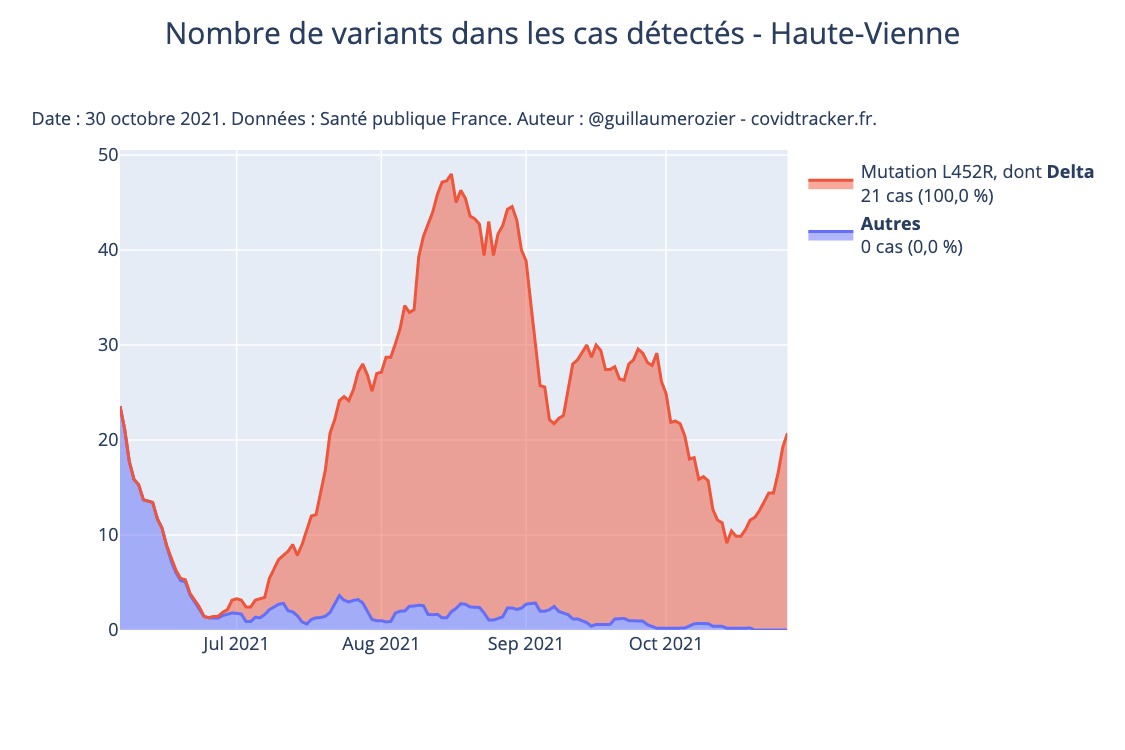 Nombre de variants dans les cas détectés - Haute-Vienne
Date : 30 octobre 2021. Données : Santé publique France. Auteur : @guillaumerozier - covidtracker.fr.
50
40
30
20
10
0
Jul 2021
Aug 2021
Sep 2021
Oct 2021
Mutation L452R, dont Delta
21 cas (100,0 %)
Autres
0 cas (0,0 %)